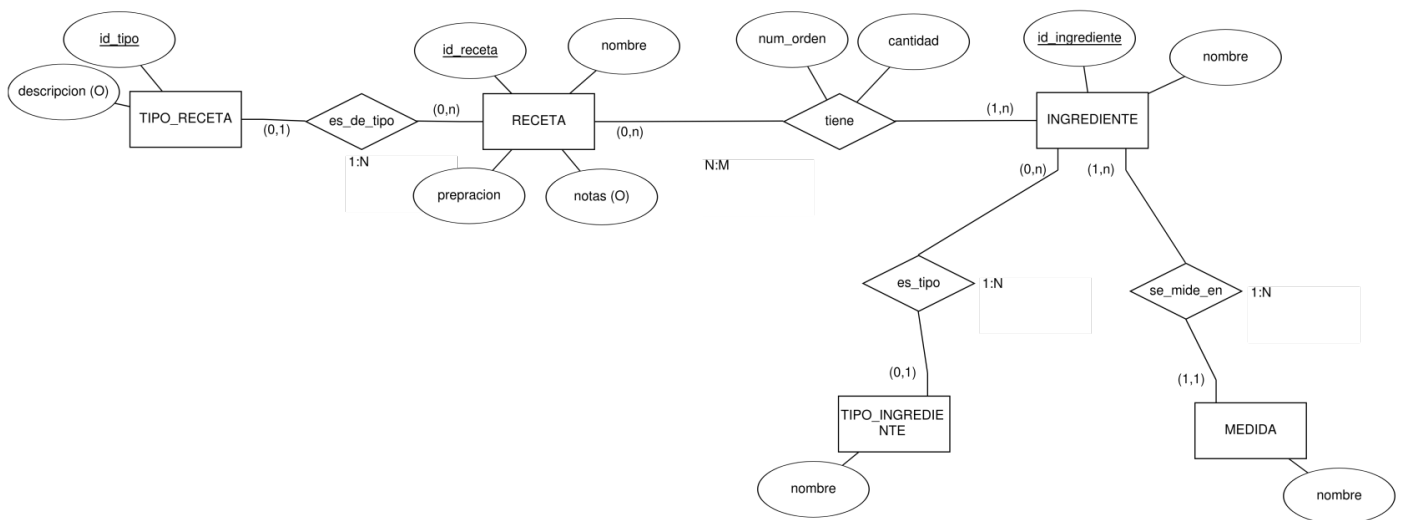 id_tipo
descripcion (O)
TIPO_RECETA
(0,1)
es_de_tipo
1:N
(0,n)
id_receta
nombre
RECETA
prepracion
notas (O)
(0,n)
num_orden
cantidad
tiene
N:M
(1,n)
id_ingrediente
nombre
INGREDIENTE
(0,n)
(1,n)
es_tipo
1:N
se_mide_en
1:N
(0,1)
(1,1)
TIPO_INGREDIE
NTE
MEDIDA
nombre
nombre